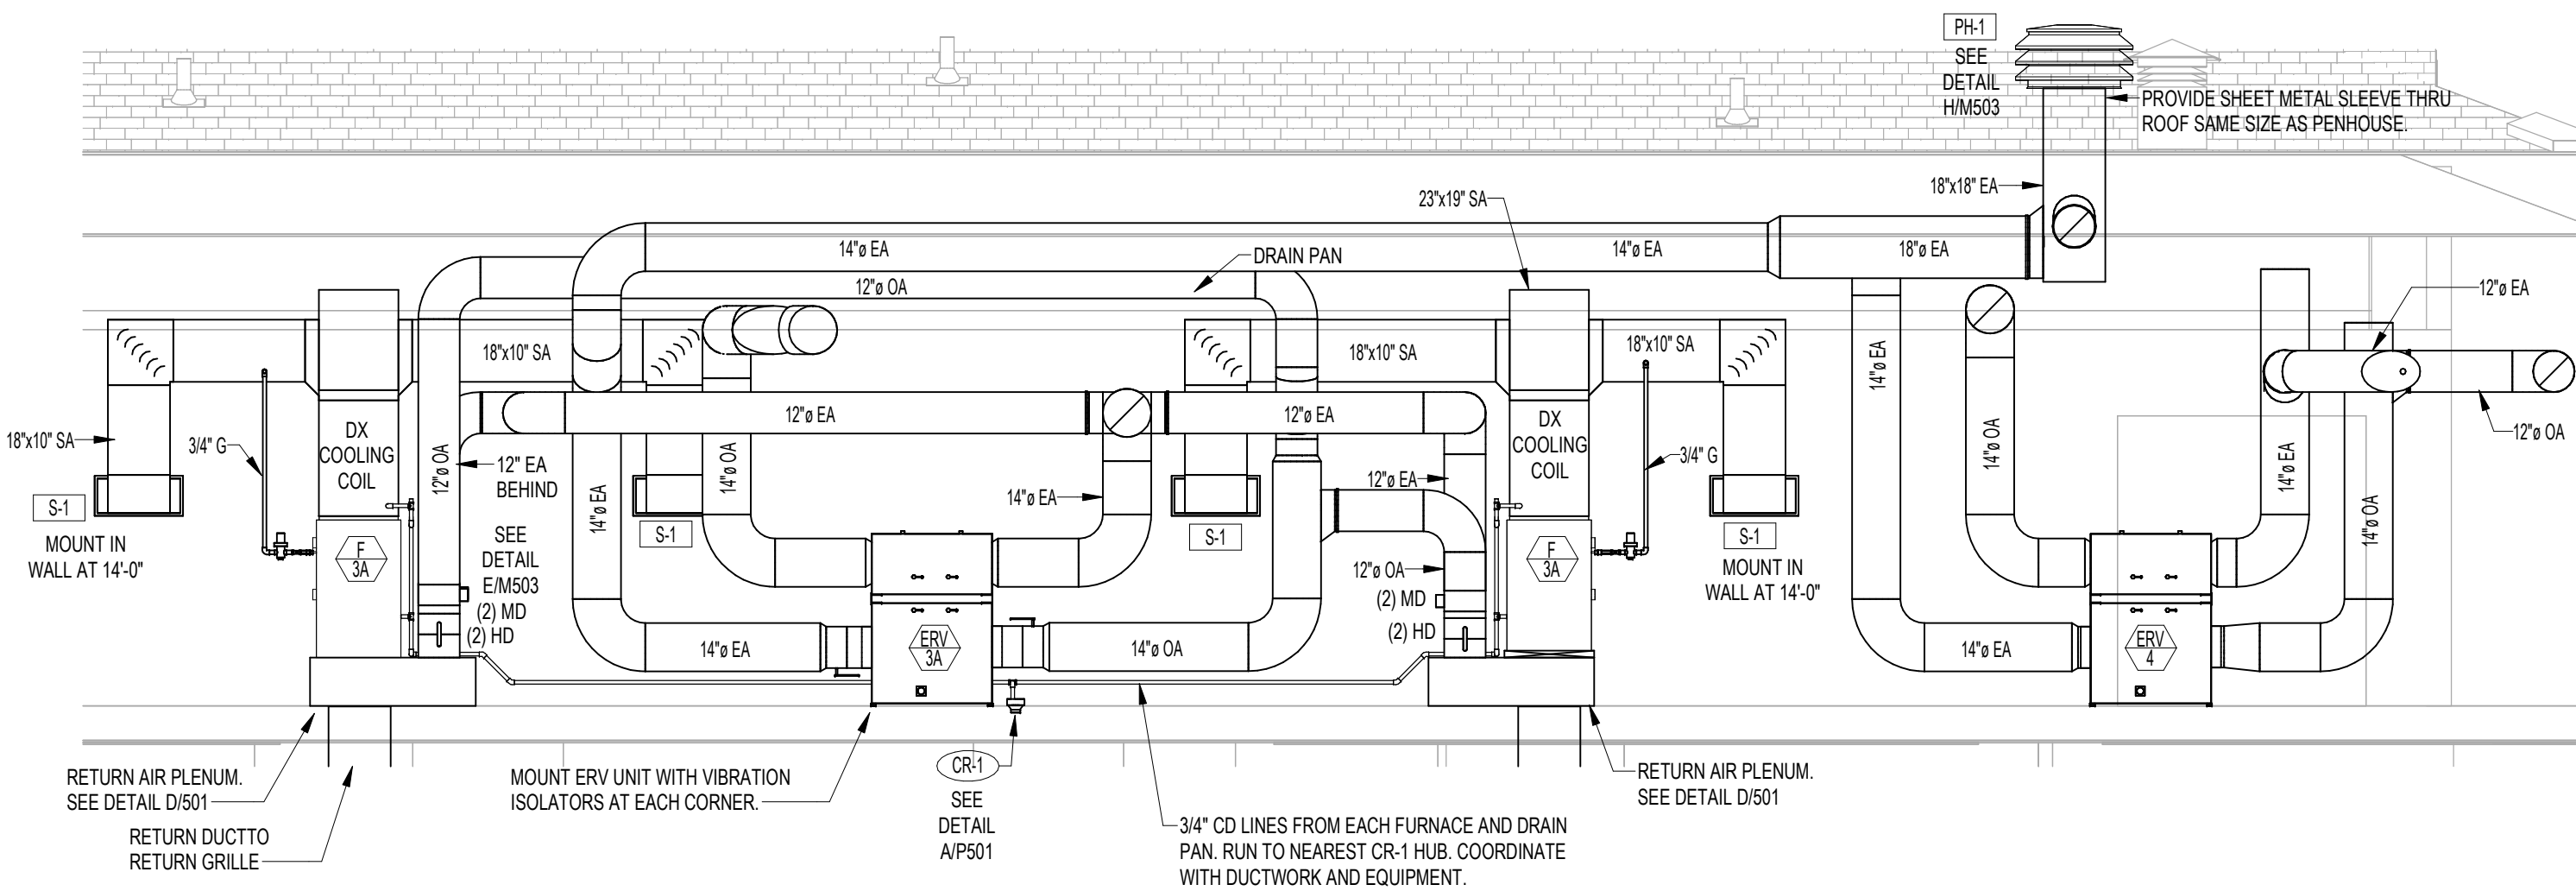 PH-1
SEE
DETAIL
H/M503
PROVIDE SHEET METAL SLEEVE THRU
ROOF SAME SIZE AS PENHOUSE.
18"x18" EA
23"x19" SA
14"ø EA
14"ø EA
18"ø EA
DRAIN PAN
12"ø OA
12"ø EA
18"x10" SA
18"x10" SA
18"x10" SA
14"ø EA
12"ø EA
12"ø EA
18"x10" SA
3/4" G
DX
COOLING
COIL
12"ø OA
12" EA
BEHIND
14"ø OA
DX
COOLING
COIL
3/4" G
14"ø OA
14"ø EA
12"ø OA
14"ø EA
14"ø EA
12"ø EA
14"ø OA
S-1
MOUNT IN
WALL AT 14'-0"
SEE
DETAIL
E/M503
(2) MD
(2) HD
S-1
S-1
S-1
MOUNT IN
WALL AT 14'-0"
F
3A
12"ø OA
(2) MD
(2) HD
F
3A
14"ø EA
ERV
3A
14"ø OA
14"ø EA
ERV
4
RETURN AIR PLENUM.
SEE DETAIL D/501
RETURN DUCTTO
RETURN GRILLE
MOUNT ERV UNIT WITH VIBRATION
ISOLATORS AT EACH CORNER.
CR-1
SEE
DETAIL
A/P501
3/4" CD LINES FROM EACH FURNACE AND DRAIN
PAN. RUN TO NEAREST CR-1 HUB. COORDINATE
WITH DUCTWORK AND EQUIPMENT.
RETURN AIR PLENUM.
SEE DETAIL D/501